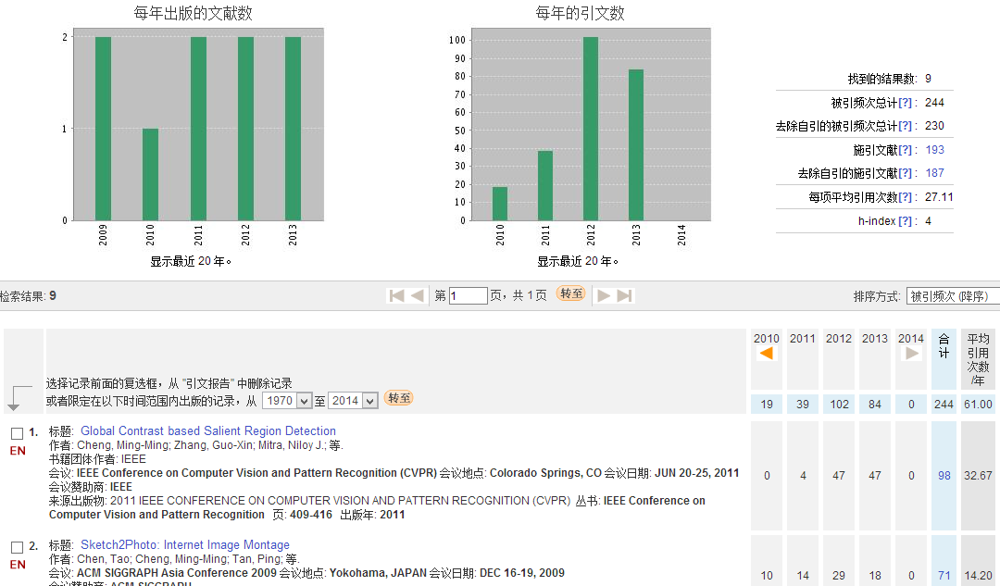 每年出版的文献数
2
1
0
2009
2010
2011
2012
2013
显示最近 20 年。
每年的引文数
100
90
80
70
60
50
40
30
20
10
0
2010
2011
2012
2013
2014
显示最近 20 年。
找到的结果数: 9
被引频次总计[?] : 244
去除自引的被引频次总计[?] : 230
施引文献[?] : 193
去除自引的施引文献[?] : 187
每项平均引用次数[?] : 27.11
h-index [?] : 4
检索结果: 9
第 1 页，共 1 页 转至
排序方式: 被引频次 (降序)
选择记录前面的复选框，从 "引文报告" 中删除记录
或者限定在以下时间范围内出版的记录，从 1970 至 2014 转至
2010 2011 2012 2013 2014 合计 平均引用次数/年
19 39 102 84 0 244 61.00
1. 标题: Global Contrast based Salient Region Detection
EN
作者: Cheng, Ming-Ming; Zhang, Guo-Xin; Mitra, Niloy J.; 等.
书籍团体作者: IEEE
会议: IEEE Conference on Computer Vision and Pattern Recognition (CVPR) 会议地点: Colorado Springs, CO 会议日期: JUN 20-25, 2011
会议赞助商: IEEE
来源出版物: 2011 IEEE CONFERENCE ON COMPUTER VISION AND PATTERN RECOGNITION (CVPR) 丛书: IEEE Conference on
Computer Vision and Pattern Recognition 页: 409-416 出版年: 2011
0 4 47 47 0 98 32.67
2. 标题: Sketch2Photo: Internet Image Montage
EN
作者: Chen, Tao; Cheng, Ming-Ming; Tan, Ping; 等.
会议: ACM SIGGRAPH Asia Conference 2009 会议地点: Yokohama, JAPAN 会议日期: DEC 16-19, 2009
会议赞助商: ACM SIGGRAPH
10 14 29 18 0 71 14.20